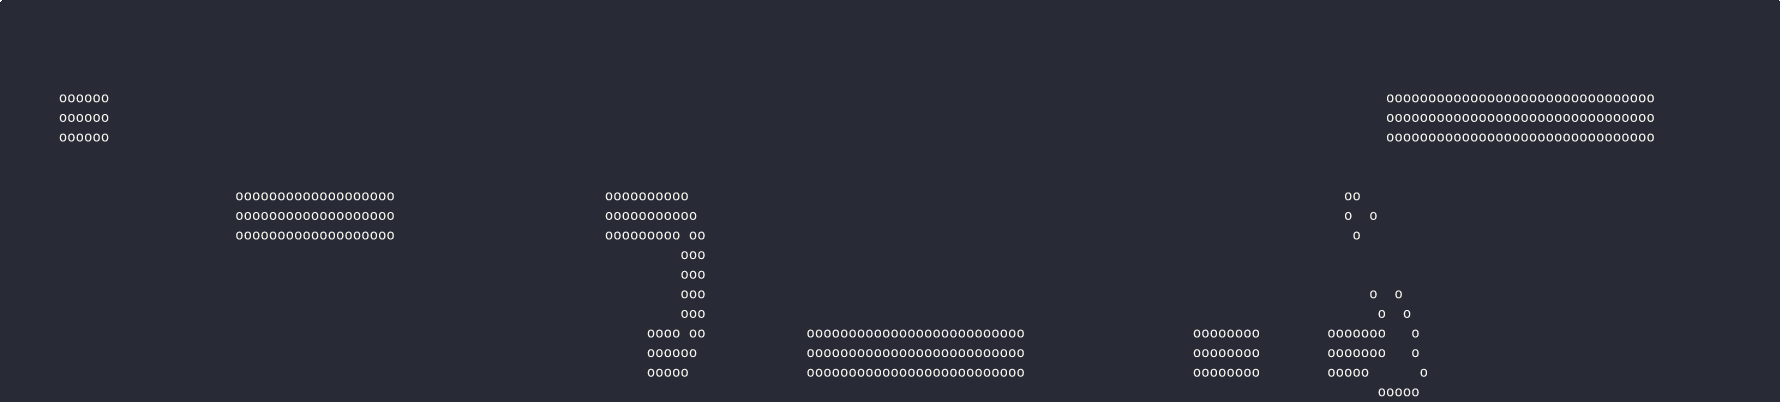 oooooo oooooooooooooooooooooooooooooooo
oooooo oooooooooooooooooooooooooooooooo
oooooo oooooooooooooooooooooooooooooooo
ooooooooooooooooooo oooooooooo oo
ooooooooooooooooooo ooooooooooo o o
ooooooooooooooooooo ooooooooo oo o
ooo
ooo
ooo o o
ooo o o
oooo oo oooooooooooooooooooooooooo oooooooo ooooooo o
oooooo oooooooooooooooooooooooooo oooooooo ooooooo o
ooooo oooooooooooooooooooooooooo oooooooo ooooo o
ooooo